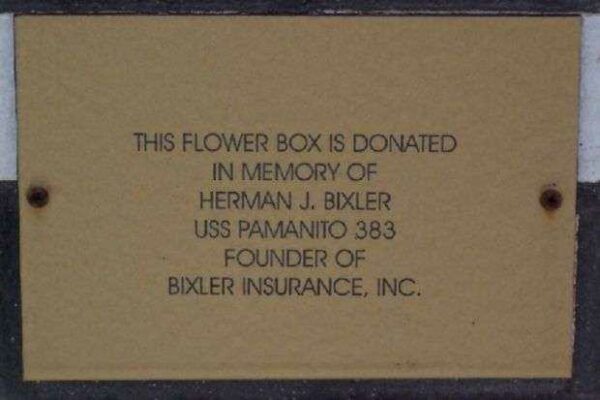 THIS FLOWER BOX IS DONATED
IN MEMORY OF
HERMAN J. BIXLER
USS PAMANITO 383
FOUNDER OF
BIXLER INSURANCE, INC.